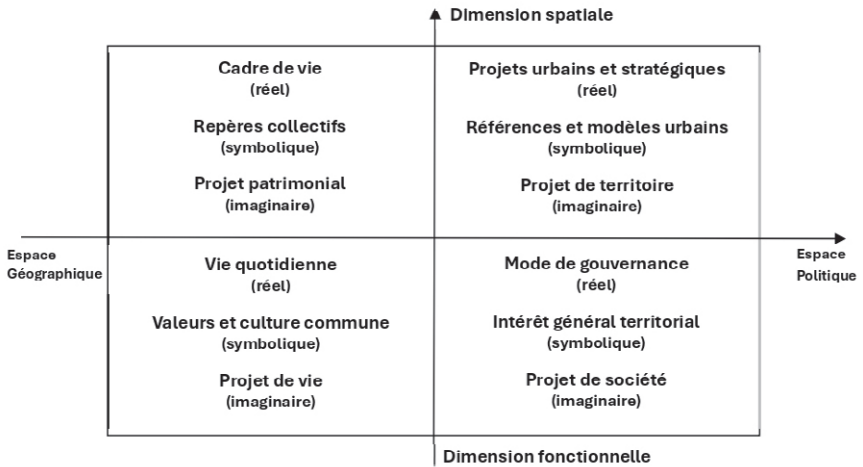 Dimension spatiale
Cadre de vie
(réel)
Repères collectifs
(symbolique)
Projet patrimonial
(imaginaire)
Projets urbains et stratégiques
(réel)
Références et modèles urbains
(symbolique)
Projet de territoire
(imaginaire)
Espace
Géographique
Espace
Politique
Vie quotidienne
(réel)
Valeurs et culture commune
(symbolique)
Projet de vie
(imaginaire)
Mode de gouvernance
(réel)
Intérêt général territorial
(symbolique)
Projet de société
(imaginaire)
Dimension fonctionnelle